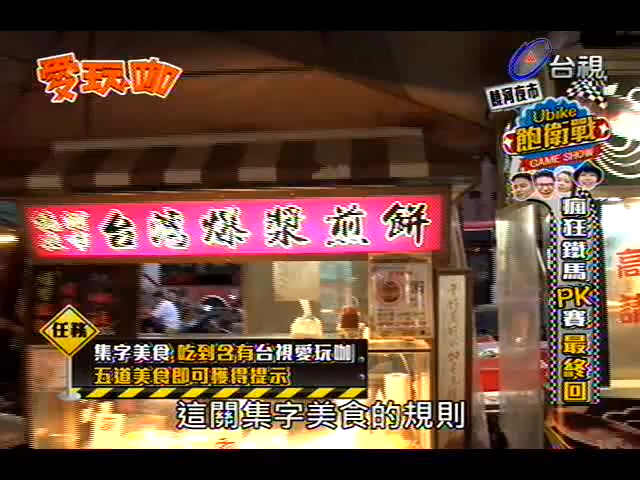 愛玩咖
台視
饒河夜市
Ubike
飽衛戰
GAME SHOW
瘋狂鐵馬PK賽最終回
台灣爆漿煎餅
任務
集字美食,吃到含有台視愛玩咖
五道美食即可獲得提示
這關集字美食的規則